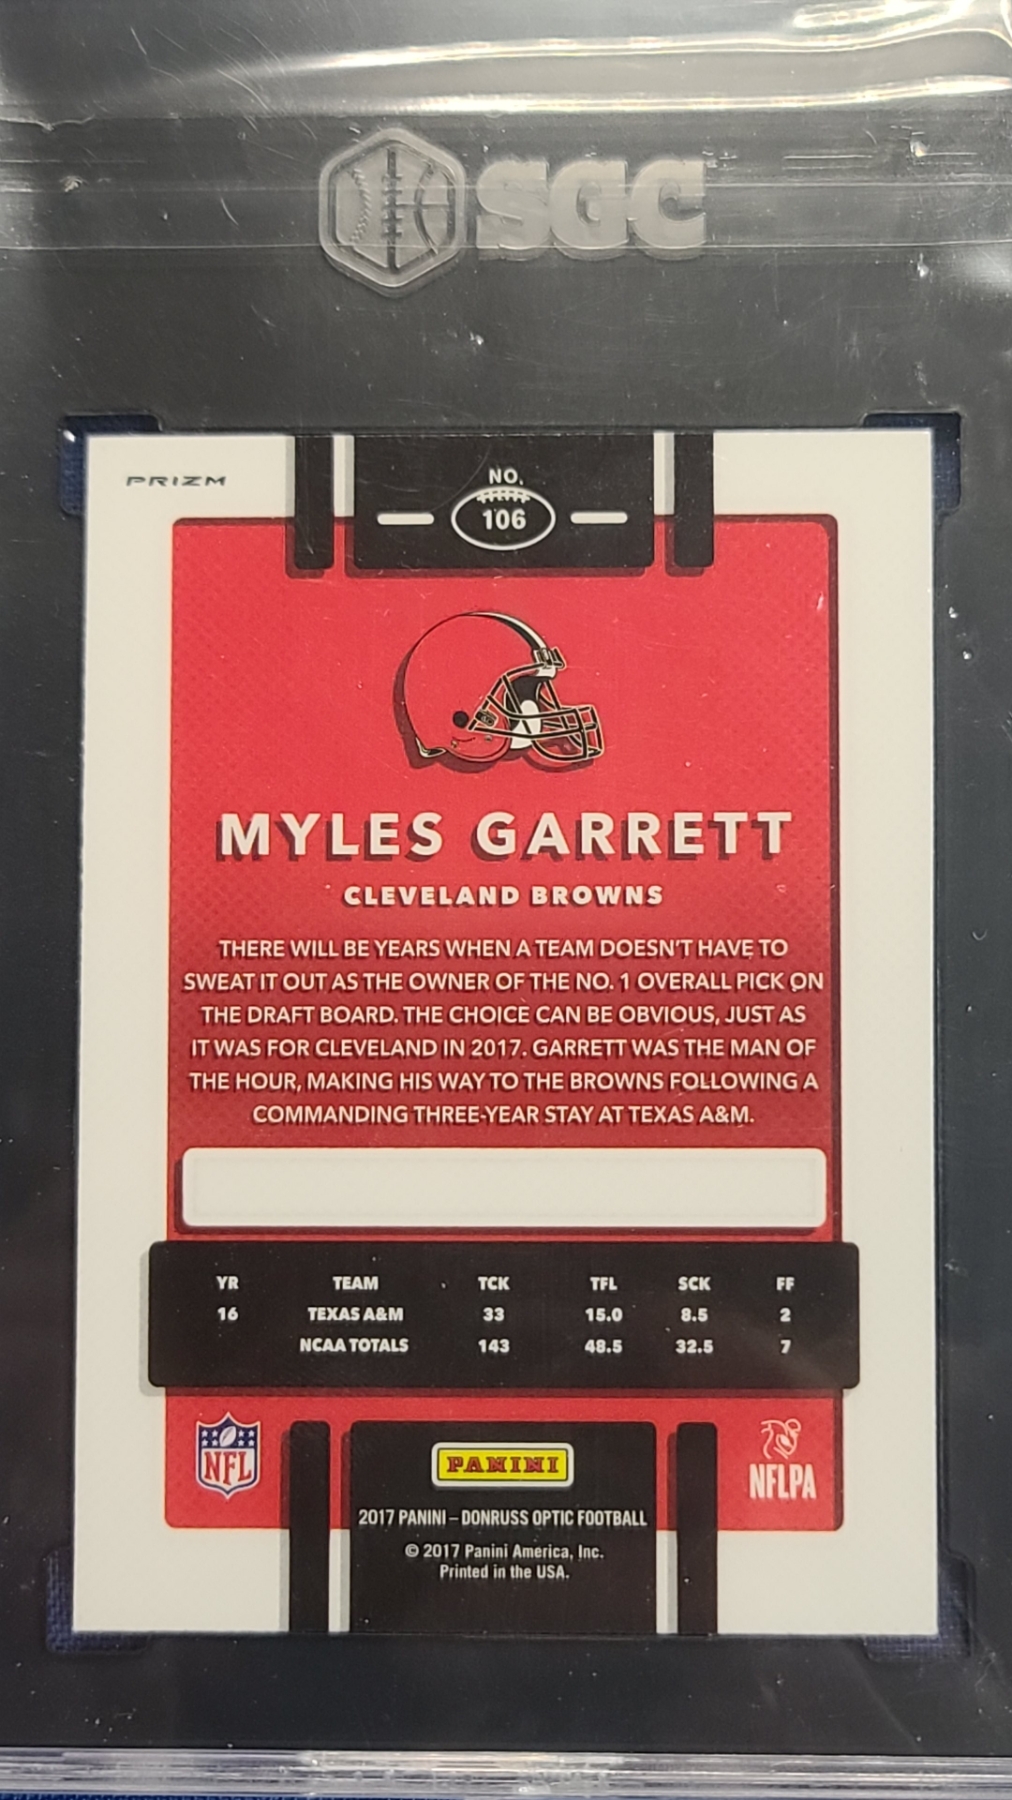 SGC
PRIZM
NO.
106
MYLES GARRETT
CLEVELAND BROWNS
THERE WILL BE YEARS WHEN A TEAM DOESN'T HAVE TO
SWEAT IT OUT AS THE OWNER OF THE NO. 1 OVERALL PICK ON
THE DRAFT BOARD. THE CHOICE CAN BE OBVIOUS, JUST AS
IT WAS FOR CLEVELAND IN 2017. GARRETT WAS THE MAN OF
THE HOUR, MAKING HIS WAY TO THE BROWNS FOLLOWING A
COMMANDING THREE-YEAR STAY AT TEXAS A&M.
YR TEAM TCK TFL SCK FF
16 TEXAS A&M 33 15.0 8.5 2
NCAA TOTALS 143 48.5 32.5 7
NFL
PANINI
NFLPA
2017 PANINI – DONRUSS OPTIC FOOTBALL
© 2017 Panini America, Inc.
Printed in the USA.